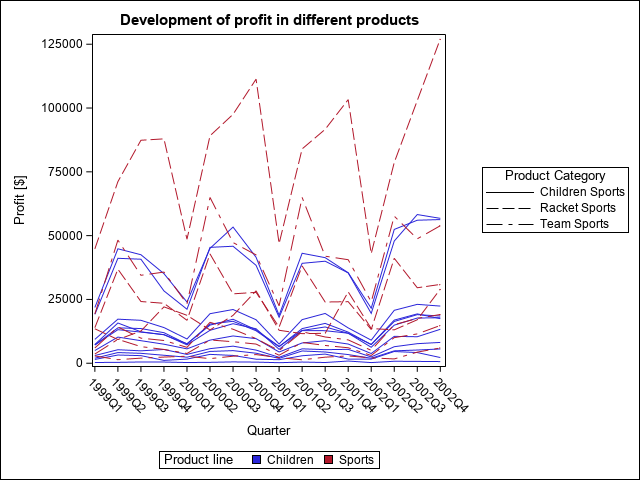 Development of profit in different products
Profit [$]
125000
100000
75000
50000
25000
0
1999Q1
1999Q2
1999Q3
1999Q4
2000Q1
2000Q2
2000Q3
2000Q4
2001Q1
2001Q2
2001Q3
2001Q4
2002Q1
2002Q2
2002Q3
2002Q4
Quarter
Product Category
Children Sports
Racket Sports
Team Sports
Product line Children Sports